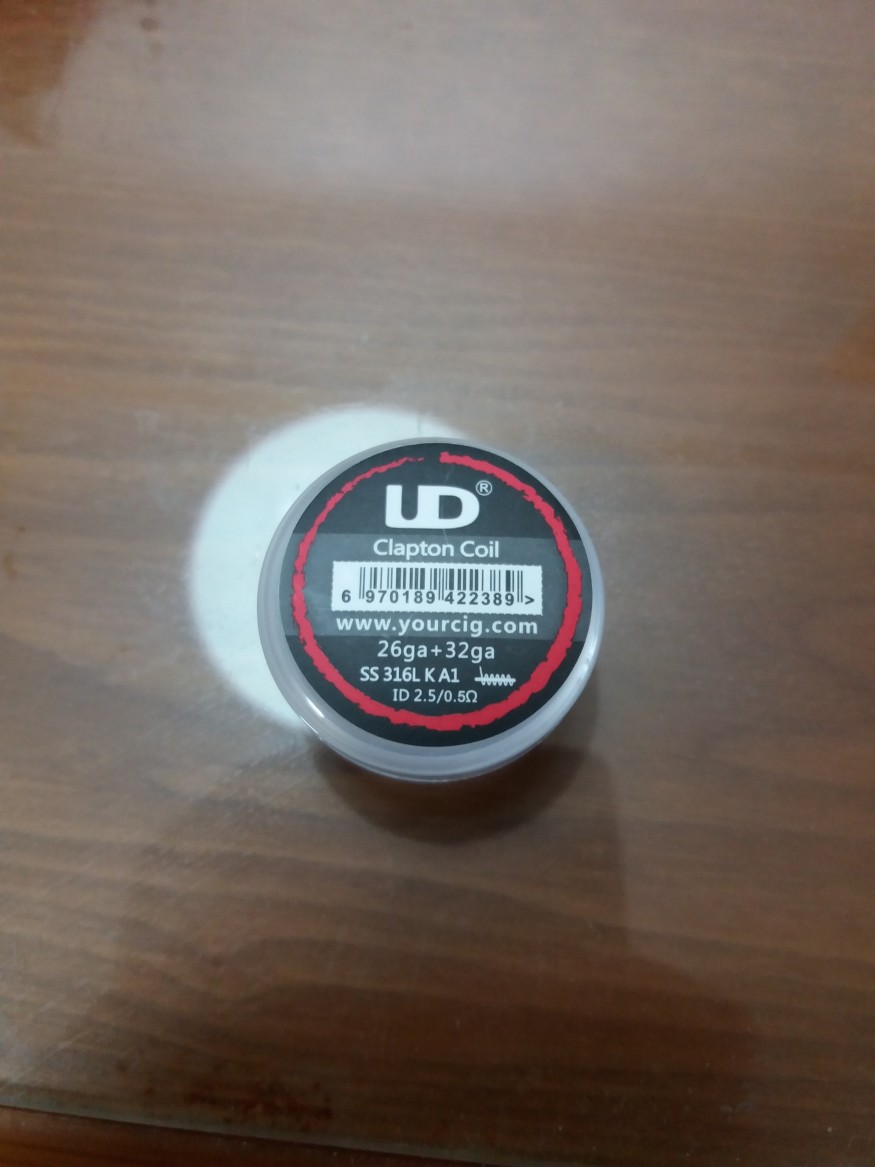 UD®
Clapton Coil
6 970189 422389 >
www.yourcig.com
26ga+32ga
SS 316L K A1
ID 2.5/0.5Ω